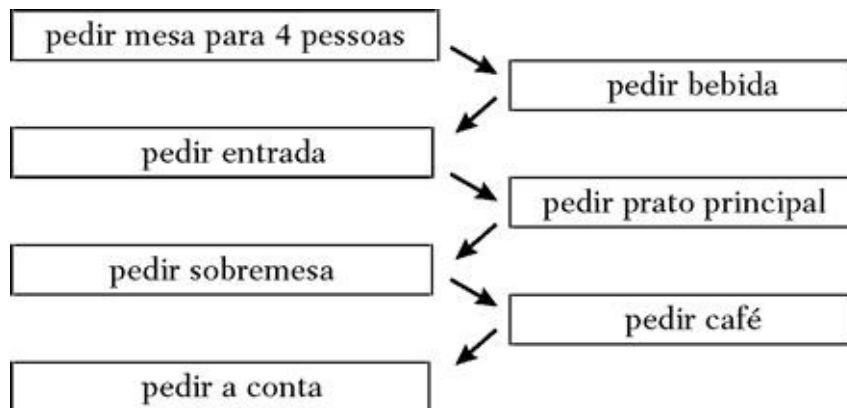 pedir mesa para 4 pessoas
pedir bebida
pedir entrada
pedir prato principal
pedir sobremesa
pedir café
pedir a conta